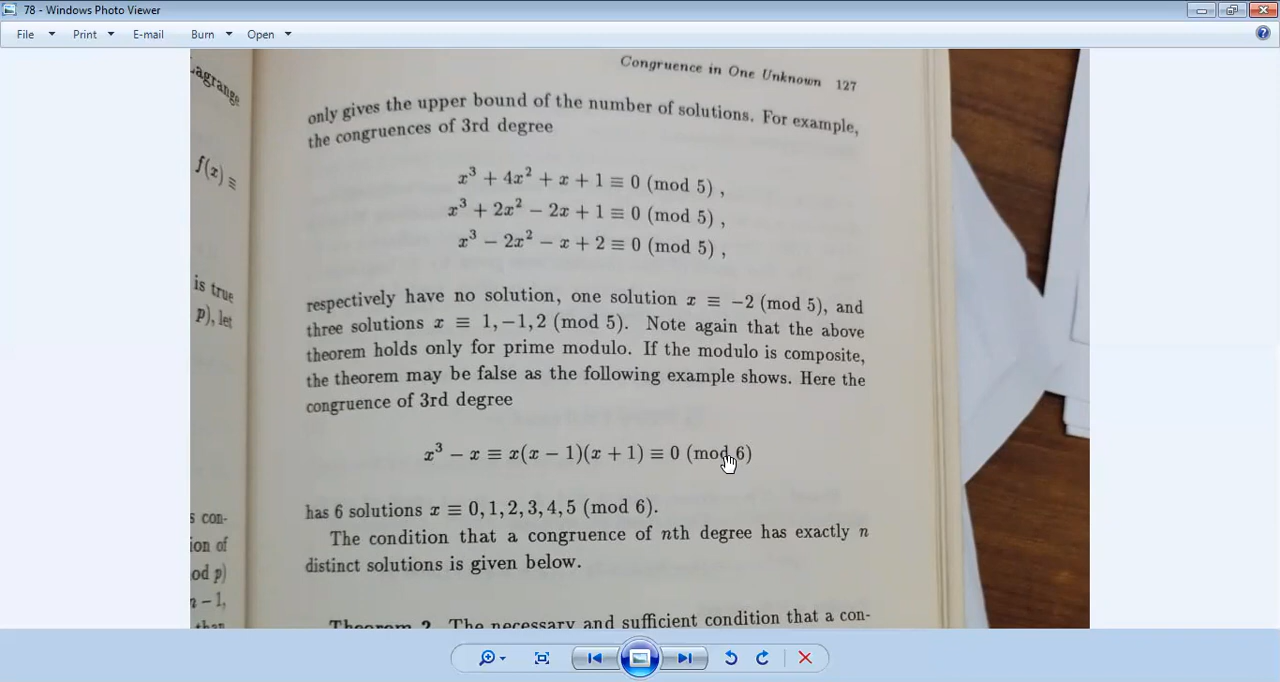 78 - Windows Photo Viewer
File Print E-mail Burn Open
Congruence in One Unknown 127
Lagrange
only gives the upper bound of the number of solutions. For example,
the congruences of 3rd degree
f(x) ≡
x³ + 4x² + x + 1 ≡ 0 (mod 5) ,
x³ + 2x² − 2x + 1 ≡ 0 (mod 5) ,
x³ − 2x² − x + 2 ≡ 0 (mod 5) ,
is true
p), let
respectively have no solution, one solution x ≡ −2 (mod 5), and
three solutions x ≡ 1, −1, 2 (mod 5). Note again that the above
theorem holds only for prime modulo. If the modulo is composite,
the theorem may be false as the following example shows. Here the
congruence of 3rd degree
x³ − x ≡ x(x − 1)(x + 1) ≡ 0 (mod 6)
has 6 solutions x ≡ 0, 1, 2, 3, 4, 5 (mod 6).
The condition that a congruence of nth degree has exactly n
distinct solutions is given below.
s con-
ion of
od p)
n − 1,
than
Theorem 2. The necessary and sufficient condition that a con-